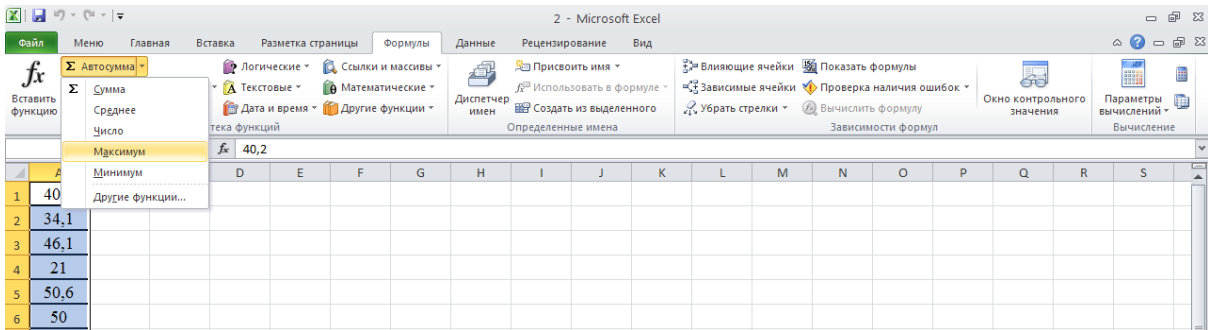 2 - Microsoft Excel
Файл Меню Главная Вставка Разметка страницы Формулы Данные Рецензирование Вид
fx Вставить функцию
Σ Автосумма
Σ Сумма
Среднее
Число
Максимум
Минимум
Другие функции...
Логические
Текстовые
Дата и время
Ссылки и массивы
Математические
Другие функции
тека функций
Диспетчер имен
Присвоить имя
Использовать в формуле
Создать из выделенного
Определенные имена
Влияющие ячейки
Зависимые ячейки
Убрать стрелки
Показать формулы
Проверка наличия ошибок
Вычислить формулу
Зависимости формул
Окно контрольного значения
Параметры вычислений
Вычисление
fx 40,2
D E F G H I J K L M N O P Q R S
1 40
2 34,1
3 46,1
4 21
5 50,6
6 50